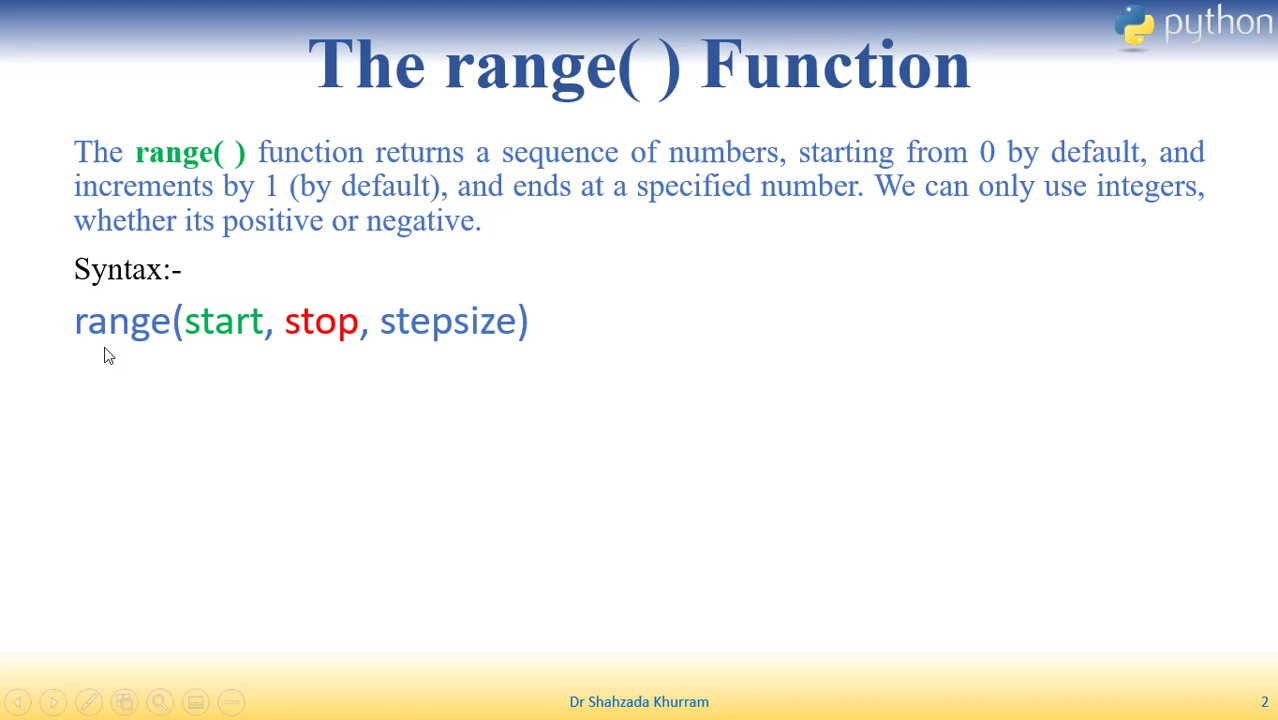 python
The range( ) Function
The range( ) function returns a sequence of numbers, starting from 0 by default, and
increments by 1 (by default), and ends at a specified number. We can only use integers,
whether its positive or negative.
Syntax:-
range(start, stop, stepsize)
Dr Shahzada Khurram
2